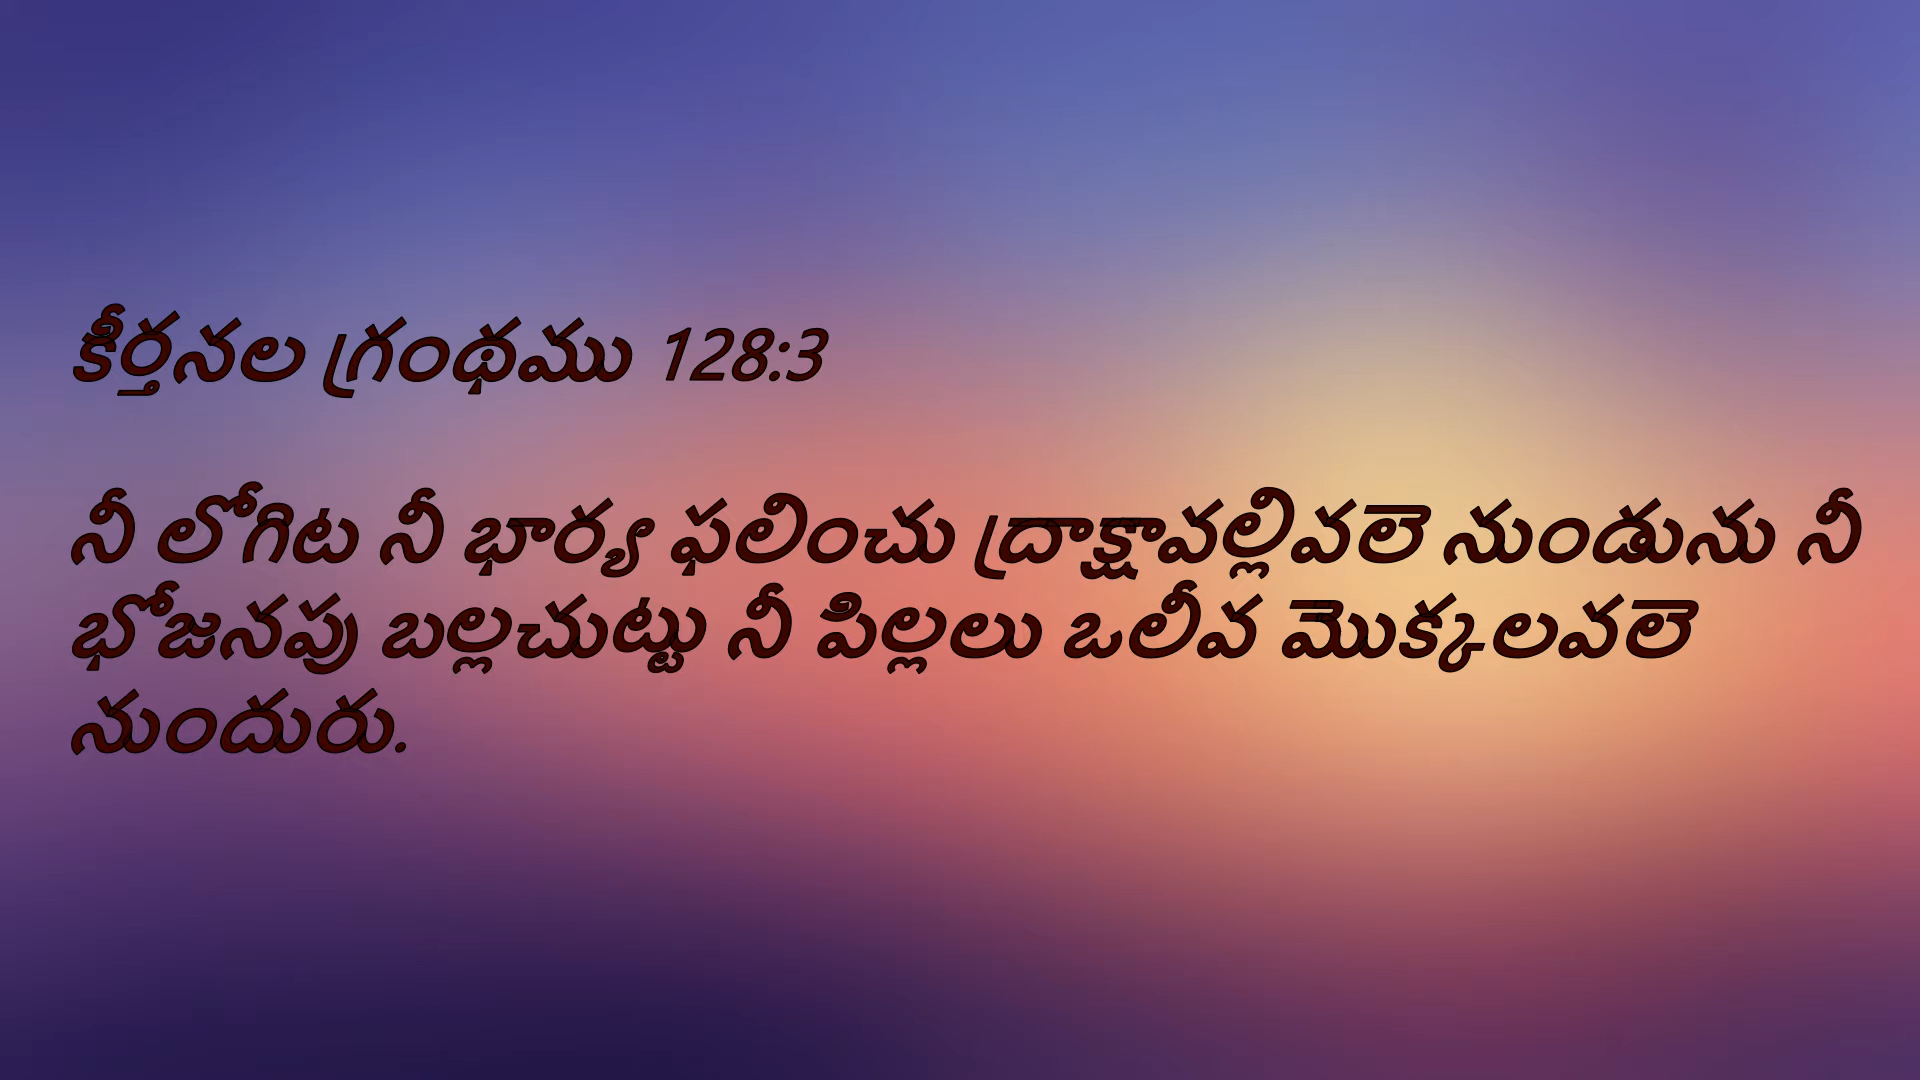 కీర్తనల గ్రంథము 128:3
నీ లోగిట నీ భార్య ఫలించు ద్రాక్షావల్లివలె నుండును నీ
భోజనపు బల్లచుట్టు నీ పిల్లలు ఒలీవ మొక్కలవలె
నుందురు.